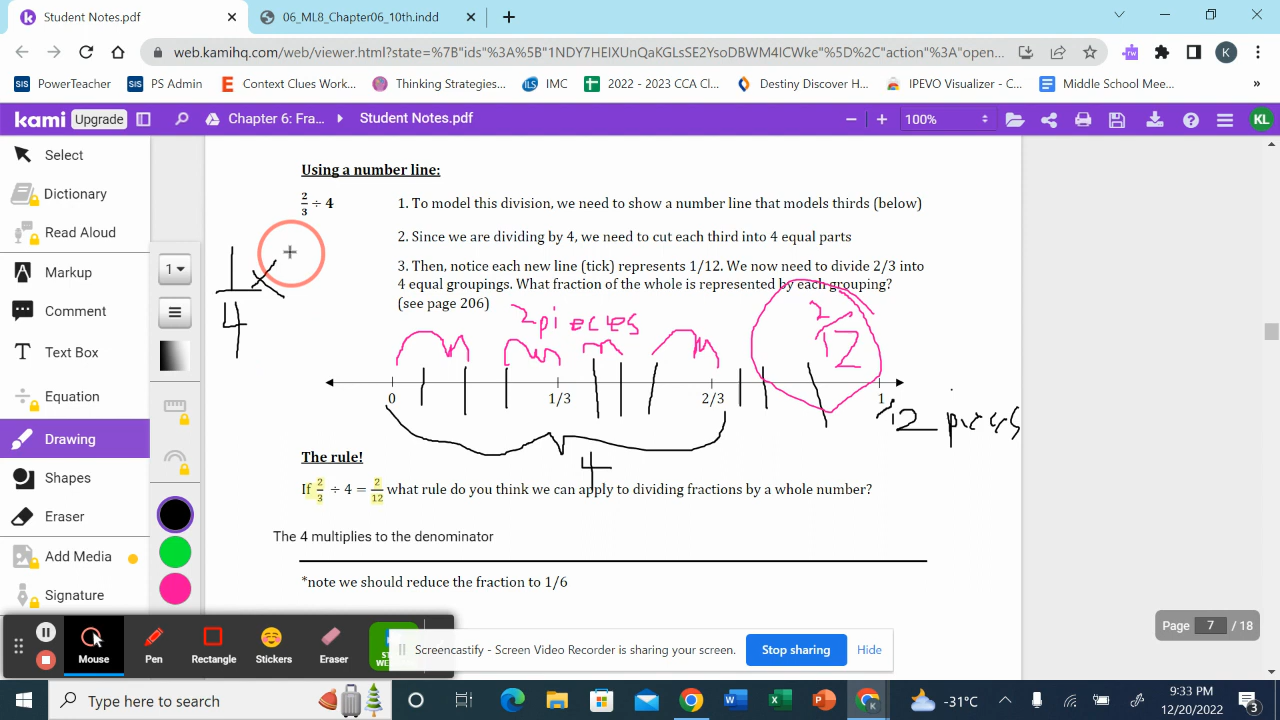 Student Notes.pdf
06_ML8_Chapter06_10th.indd
web.kamihq.com/web/viewer.html?state=%7B"ids"%3A%5B"1NDY7HEIXUnQaKGLsSE2YsoDBWM4ICWke"%5D%2C"action"%3A"open...
K
SIS PowerTeacher
SIS PS Admin
E Context Clues Work
Thinking Strategies...
ILS IMC
2022 - 2023 CCA Cl...
Destiny Discover H...
IPEVO Visualizer - C...
Middle School Mee...
»
kami Upgrade
Chapter 6: Fra...
Student Notes.pdf
100%
KL
Select
Dictionary
Read Aloud
Markup
Comment
Text Box
Equation
Drawing
Shapes
Eraser
Add Media
Signature
1
Using a number line:
2/3 ÷ 4
1. To model this division, we need to show a number line that models thirds (below)
2. Since we are dividing by 4, we need to cut each third into 4 equal parts
3. Then, notice each new line (tick) represents 1/12. We now need to divide 2/3 into
4 equal groupings. What fraction of the whole is represented by each grouping?
(see page 206)
1/4 ×
2 pieces
2/12
0 1/3 2/3 1
12 pieces
4
The rule!
If 2/3 ÷ 4 = 2/12 what rule do you think we can apply to dividing fractions by a whole number?
The 4 multiplies to the denominator
*note we should reduce the fraction to 1/6
Page 7 / 18
Mouse
Pen
Rectangle
Stickers
Eraser
Screencastify - Screen Video Recorder is sharing your screen.
Stop sharing
Hide
Type here to search
-31°C
9:33 PM
12/20/2022
3